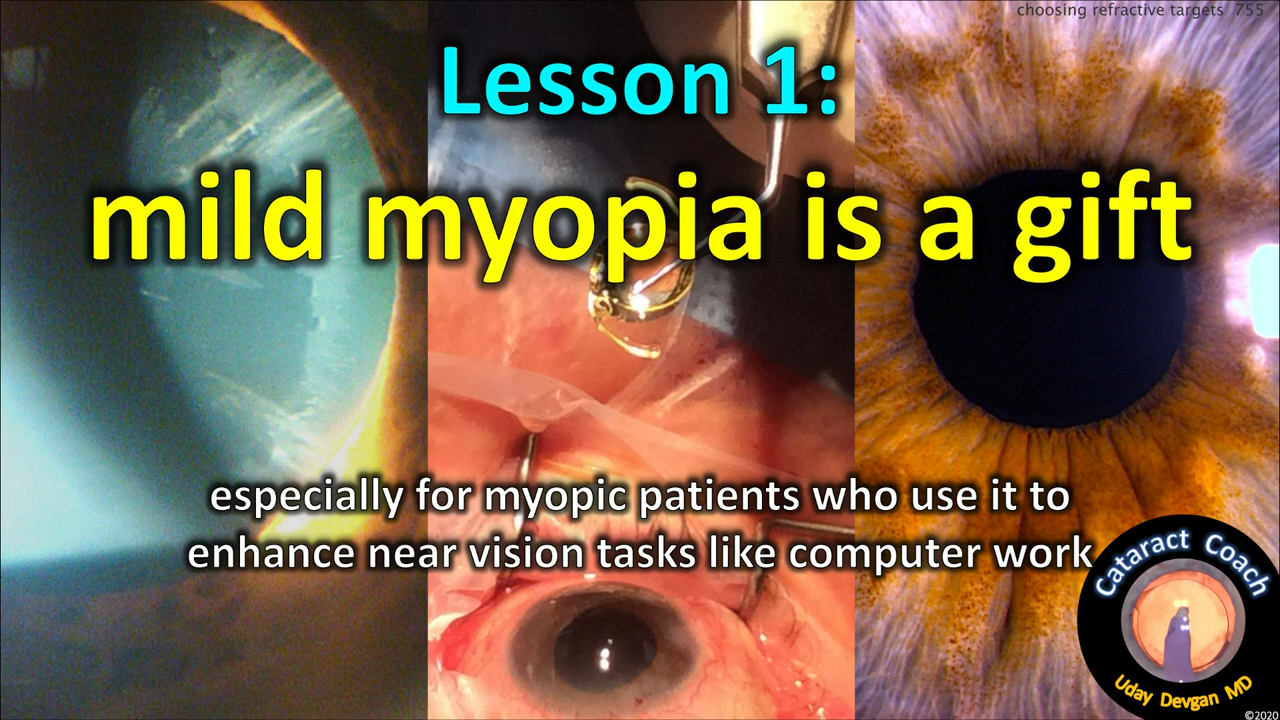 choosing refractive targets 755
Lesson 1:
mild myopia is a gift
especially for myopic patients who use it to
enhance near vision tasks like computer work
Cataract Coach
Uday Devgan MD
©2020